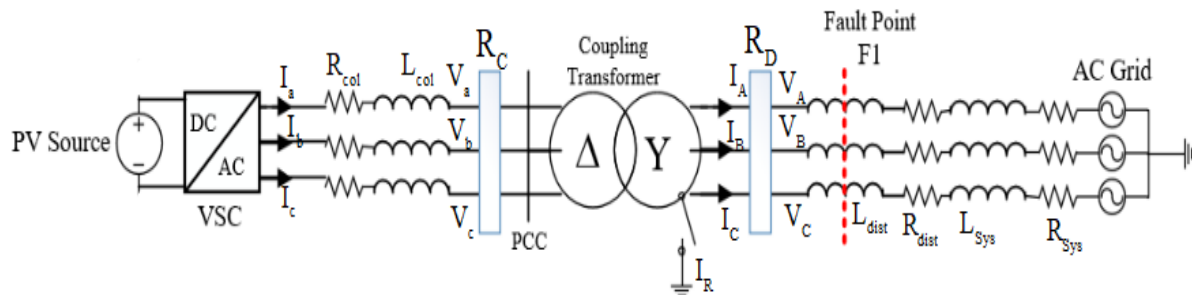 PV Source
DC
AC
VSC
I_a
I_b
I_c
R_col
L_col
V_a
V_b
V_c
R_C
PCC
Coupling
Transformer
Δ
Y
I_R
I_A
I_B
I_C
R_D
V_A
V_B
V_C
Fault Point
F1
L_dist
R_dist
L_Sys
R_Sys
AC Grid